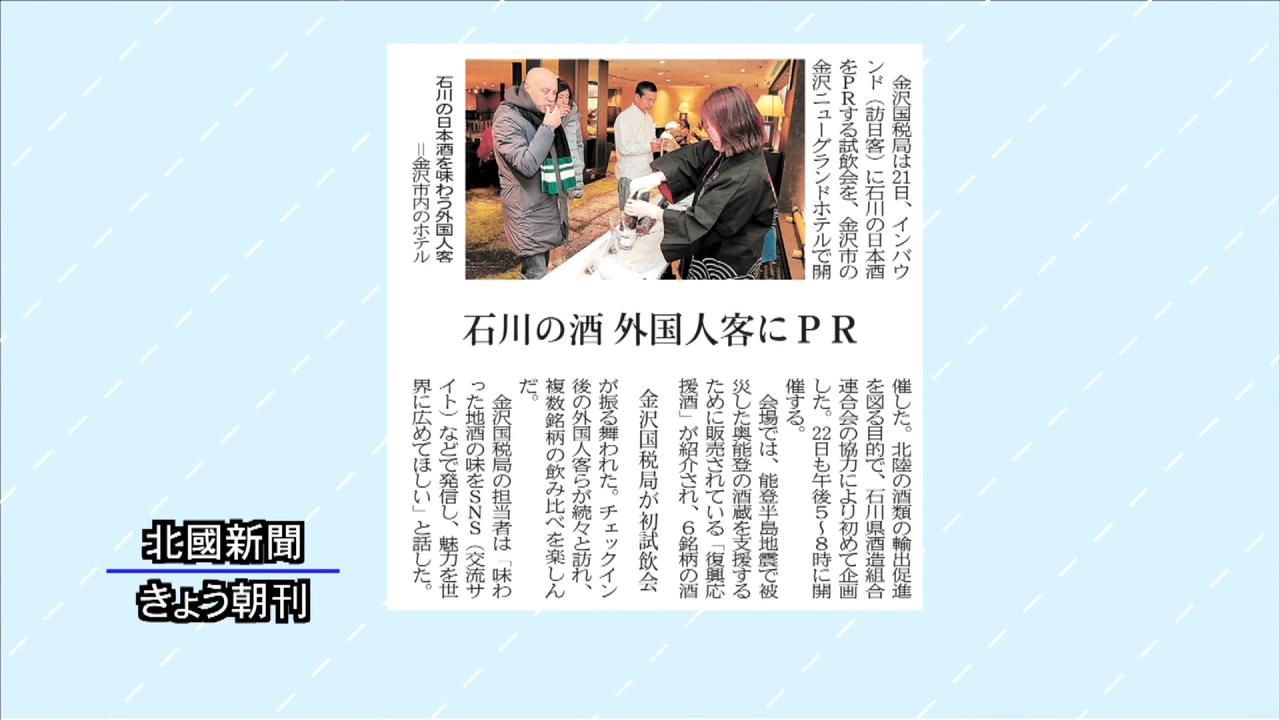 石川の酒 外国人客にＰＲ
金沢国税局は21日、インバウ
ンド（訪日客）に石川の日本酒
をＰＲする試飲会を、金沢市の
金沢ニューグランドホテルで開
石川の日本酒を味わう外国人客
＝金沢市内のホテル
催した。北陸の酒類の輸出促進
を図る目的で、石川県酒造組合
連合会の協力により初めて企画
した。22日も午後５～８時に開
催する。
会場では、能登半島地震で被
災した奥能登の酒蔵を支援する
ために販売されている「復興応
援酒」が紹介され、６銘柄の酒
金沢国税局が初試飲会
が振る舞われた。チェックイン
後の外国人客らが続々と訪れ、
複数銘柄の飲み比べを楽しん
だ。
金沢国税局の担当者は「味わ
った地酒の味をＳＮＳ（交流サ
イト）などで発信し、魅力を世
界に広めてほしい」と話した。
北國新聞
きょう朝刊